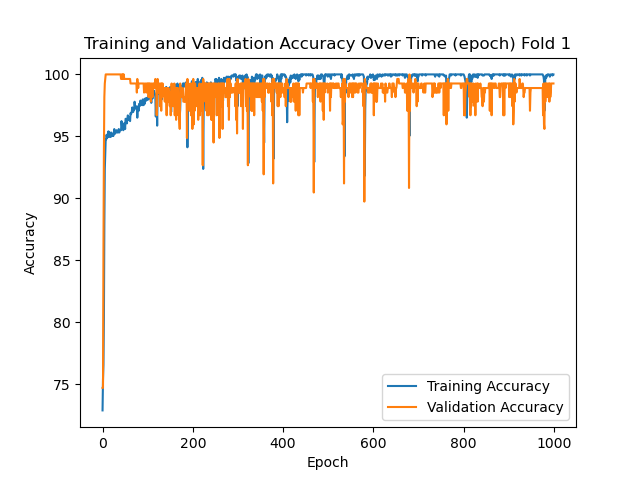 Training and Validation Accuracy Over Time (epoch) Fold 1
100
95
90
85
80
75
Accuracy
0
200
400
600
800
1000
Epoch
Training Accuracy
Validation Accuracy